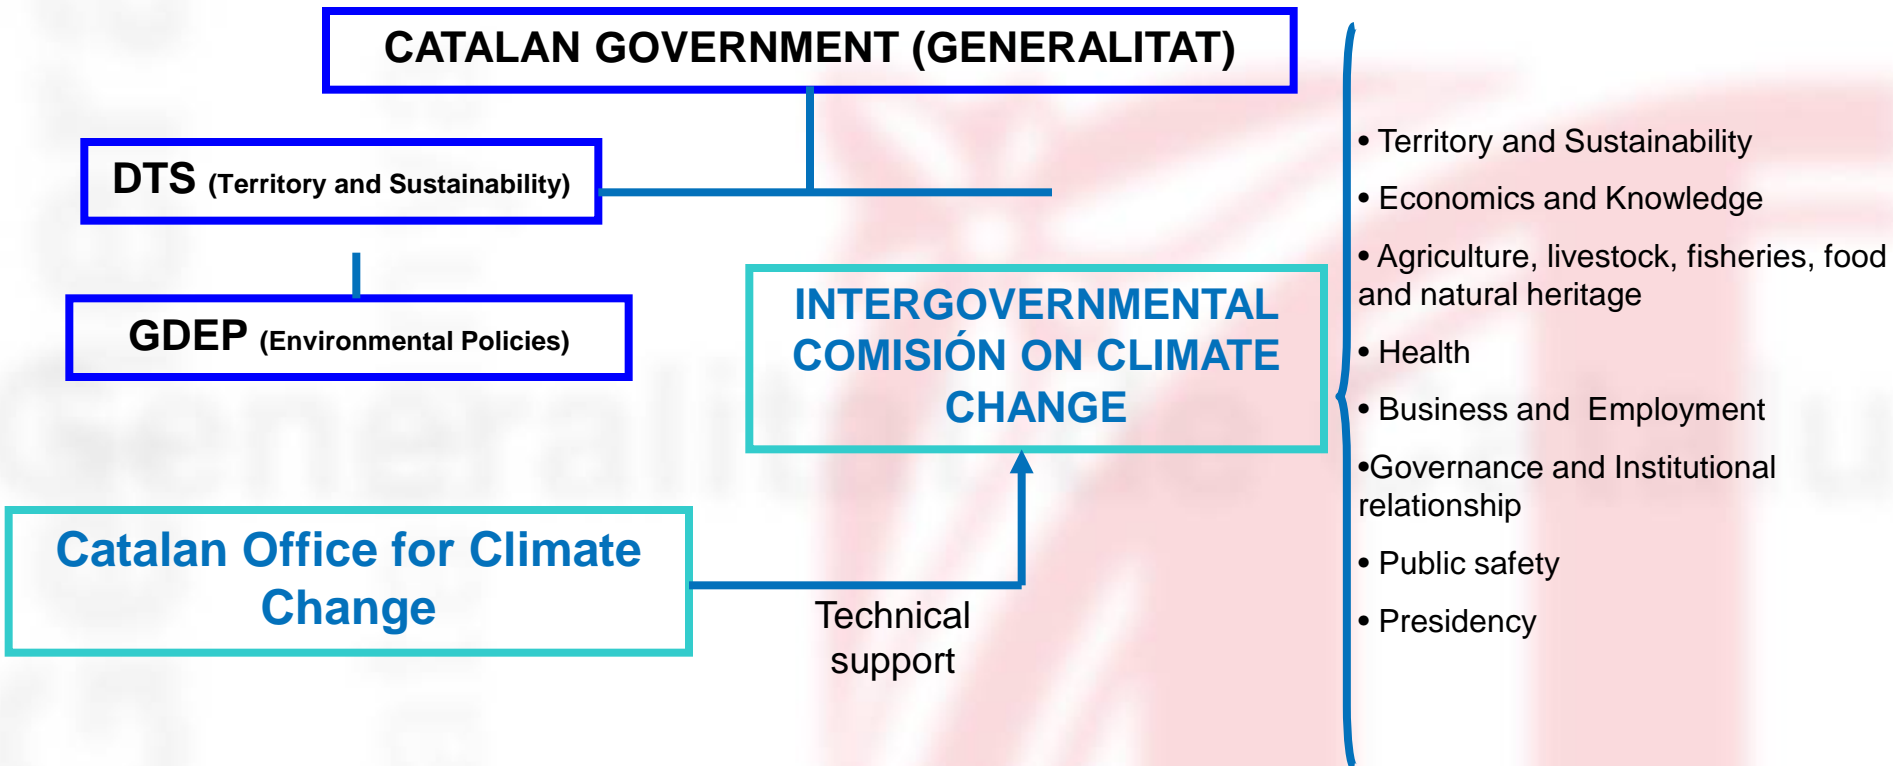 CATALAN GOVERNMENT (GENERALITAT)
DTS (Territory and Sustainability)
GDEP (Environmental Policies)
INTERGOVERNMENTAL
COMISIÓN ON CLIMATE
CHANGE
Catalan Office for Climate
Change
Technical
support
• Territory and Sustainability
• Economics and Knowledge
• Agriculture, livestock, fisheries, food
and natural heritage
• Health
• Business and Employment
•Governance and Institutional
relationship
• Public safety
• Presidency